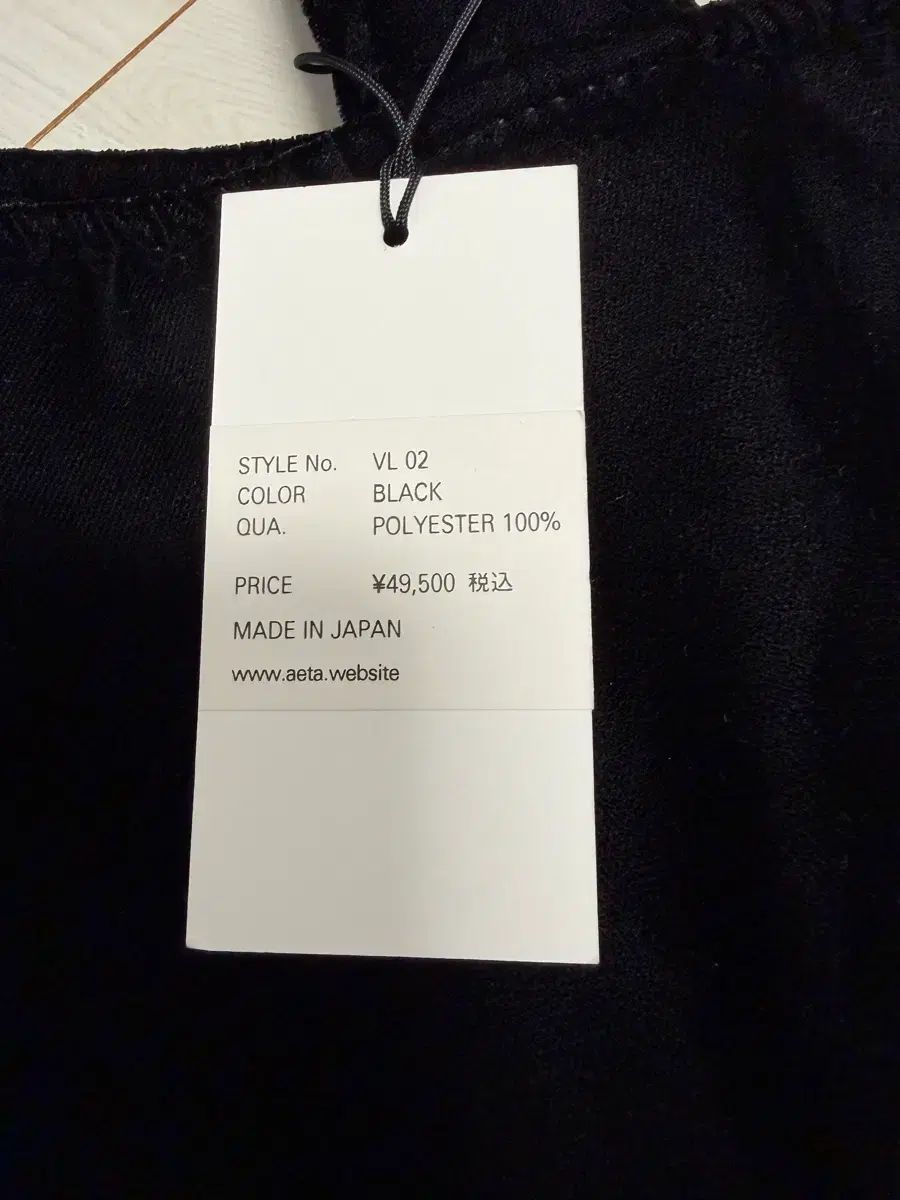 STYLE No. VL 02
COLOR BLACK
QUA. POLYESTER 100%
PRICE ¥49,500 税込
MADE IN JAPAN
www.aeta.website